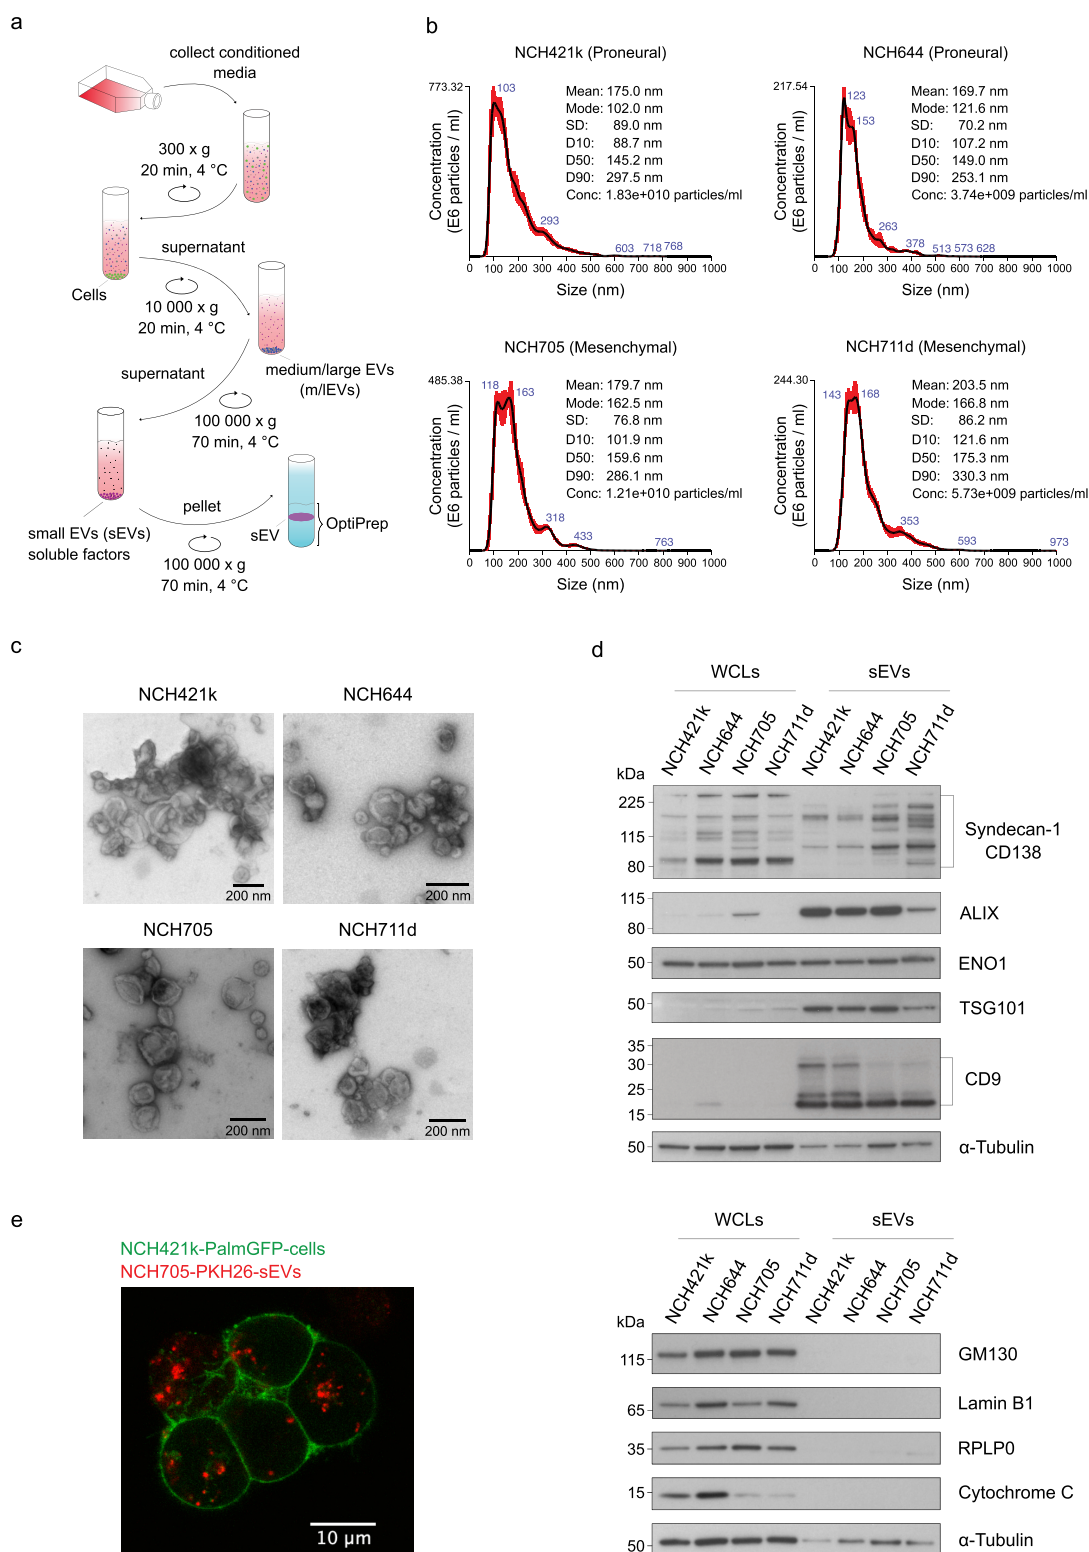 a
collect conditioned
media
300 x g
20 min, 4 °C
supernatant
Cells
10 000 x g
20 min, 4 °C
supernatant
medium/large EVs
(m/lEVs)
100 000 x g
70 min, 4 °C
pellet
small EVs (sEVs)
soluble factors
sEV
OptiPrep
100 000 x g
70 min, 4 °C
b
NCH421k (Proneural)
773.32
103
293
603
718
768
Mean: 175.0 nm
Mode: 102.0 nm
SD: 89.0 nm
D10: 88.7 nm
D50: 145.2 nm
D90: 297.5 nm
Conc: 1.83e+010 particles/ml
Concentration
(E6 particles / ml)
0 100 200 300 400 500 600 700 800 900 1000
Size (nm)
NCH644 (Proneural)
217.54
123
153
263
378
513 573 628
Mean: 169.7 nm
Mode: 121.6 nm
SD: 70.2 nm
D10: 107.2 nm
D50: 149.0 nm
D90: 253.1 nm
Conc: 3.74e+009 particles/ml
Concentration
(E6 particles / ml)
0 100 200 300 400 500 600 700 800 900 1000
Size (nm)
NCH705 (Mesenchymal)
485.38
118
163
318
433
763
Mean: 179.7 nm
Mode: 162.5 nm
SD: 76.8 nm
D10: 101.9 nm
D50: 159.6 nm
D90: 286.1 nm
Conc: 1.21e+010 particles/ml
Concentration
(E6 particles / ml)
0 100 200 300 400 500 600 700 800 900 1000
Size (nm)
NCH711d (Mesenchymal)
244.30
143
168
353
593
973
Mean: 203.5 nm
Mode: 166.8 nm
SD: 86.2 nm
D10: 121.6 nm
D50: 175.3 nm
D90: 330.3 nm
Conc: 5.73e+009 particles/ml
Concentration
(E6 particles / ml)
0 100 200 300 400 500 600 700 800 900 1000
Size (nm)
c
NCH421k
200 nm
NCH644
200 nm
NCH705
200 nm
NCH711d
200 nm
d
WCLs
sEVs
NCH421k
NCH644
NCH705
NCH711d
NCH421k
NCH644
NCH705
NCH711d
kDa
225
115
80
Syndecan-1
CD138
115
80
ALIX
50
ENO1
50
TSG101
35
30
20
15
CD9
50
α-Tubulin
WCLs
sEVs
NCH421k
NCH644
NCH705
NCH711d
NCH421k
NCH644
NCH705
NCH711d
kDa
115
GM130
65
Lamin B1
35
RPLP0
15
Cytochrome C
50
α-Tubulin
e
NCH421k-PalmGFP-cells
NCH705-PKH26-sEVs
10 µm